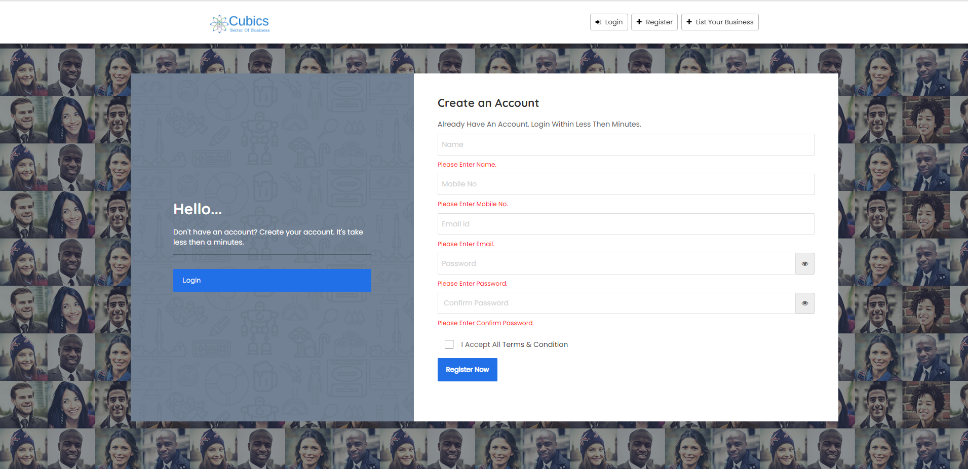 Cubics
Sector Of Business
Login
Register
List Your Business
Hello...
Don't have an account? Create your account. It's take
less then a minutes.
Login
Create an Account
Already Have An Account. Login Within Less Then Minutes.
Name
Please Enter Name.
Mobile No
Please Enter Mobile No.
Email Id
Please Enter Email.
Password
Please Enter Password.
Confirm Password
Please Enter Confirm Password.
I Accept All Terms & Condition
Register Now